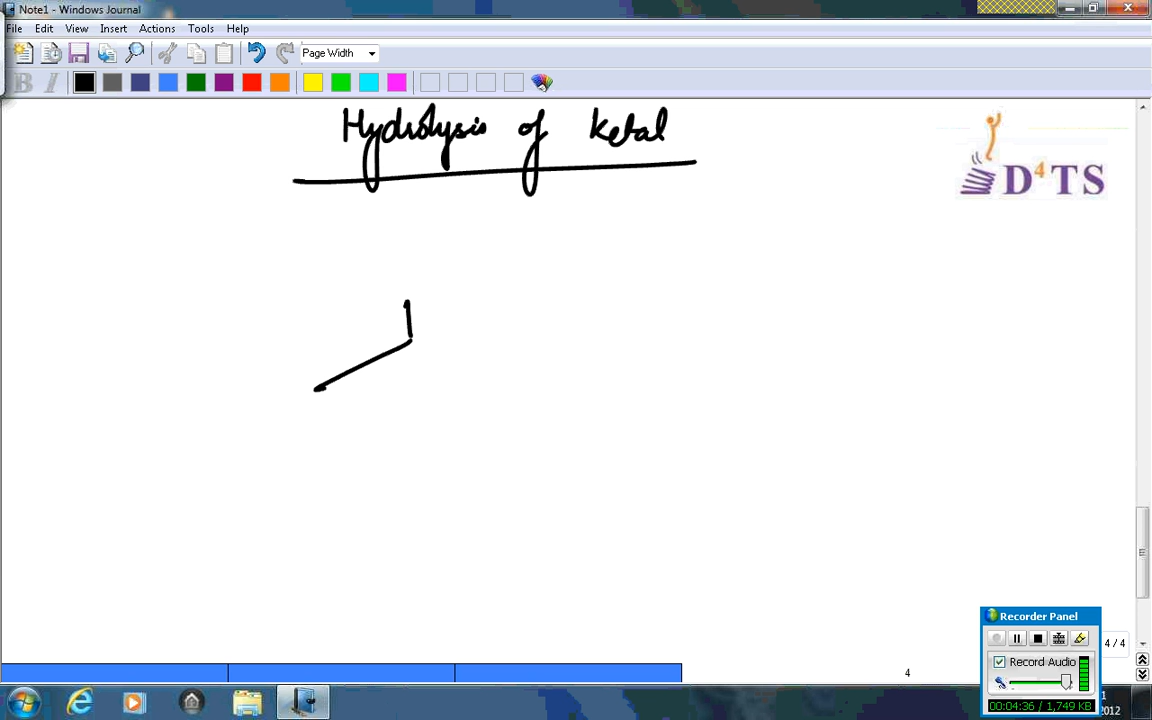 Note1 - Windows Journal
File Edit View Insert Actions Tools Help
Page Width
B I
Hydrolysis of Ketal
D4TS
Recorder Panel
4 / 4
Record Audio
4
00:04:36 / 1,749 KB
2012